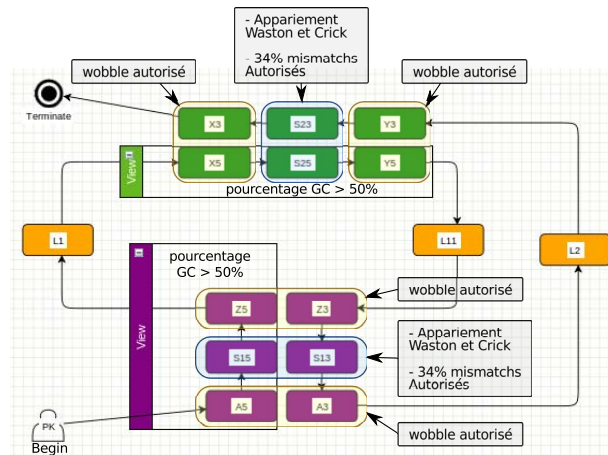 - Appariement
Waston et Crick
- 34% mismatchs
Autorisés
wobble autorisé
wobble autorisé
Terminate
X3
S23
Y3
View
X5
S25
Y5
pourcentage GC > 50%
L1
L11
L2
pourcentage
GC > 50%
View
wobble autorisé
Z5
Z3
- Appariement
Waston et Crick
- 34% mismatchs
Autorisés
S15
S13
A5
A3
PK
Begin
wobble autorisé